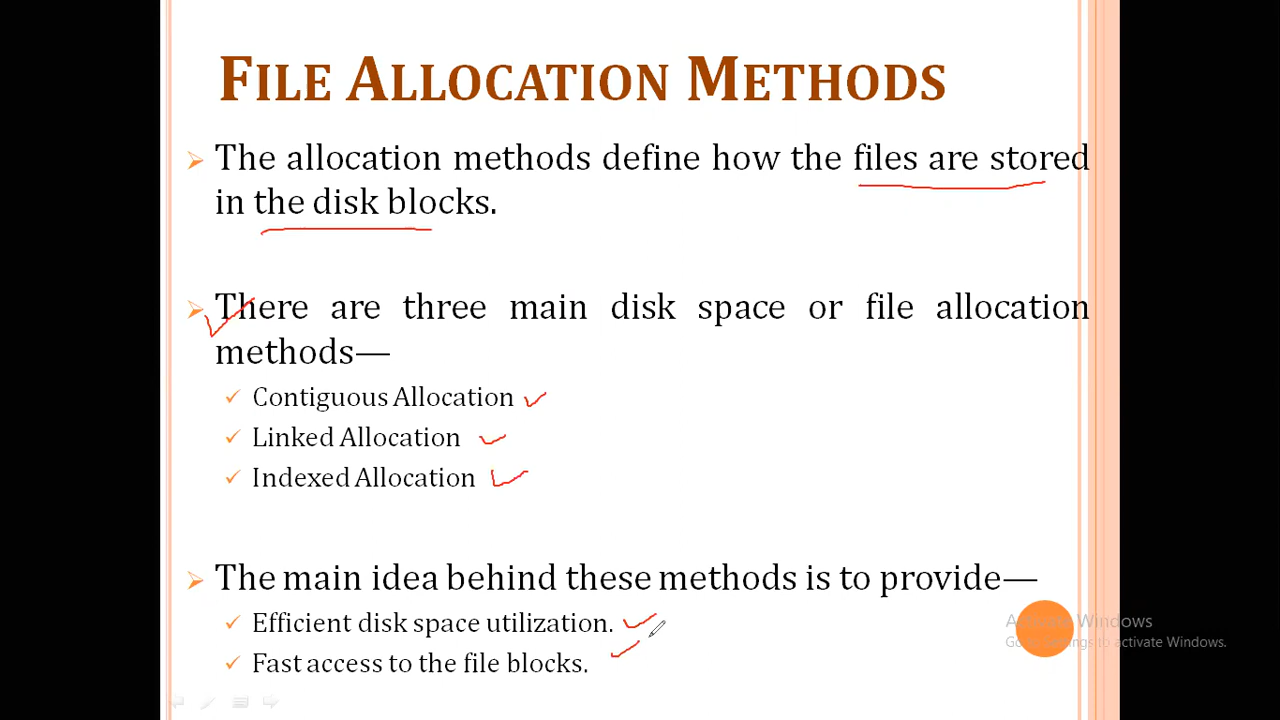 FILE ALLOCATION METHODS
The allocation methods define how the files are stored
in the disk blocks.
There are three main disk space or file allocation
methods—
Contiguous Allocation
Linked Allocation
Indexed Allocation
The main idea behind these methods is to provide—
Efficient disk space utilization.
Fast access to the file blocks.
Activate Windows
Go to Settings to activate Windows.